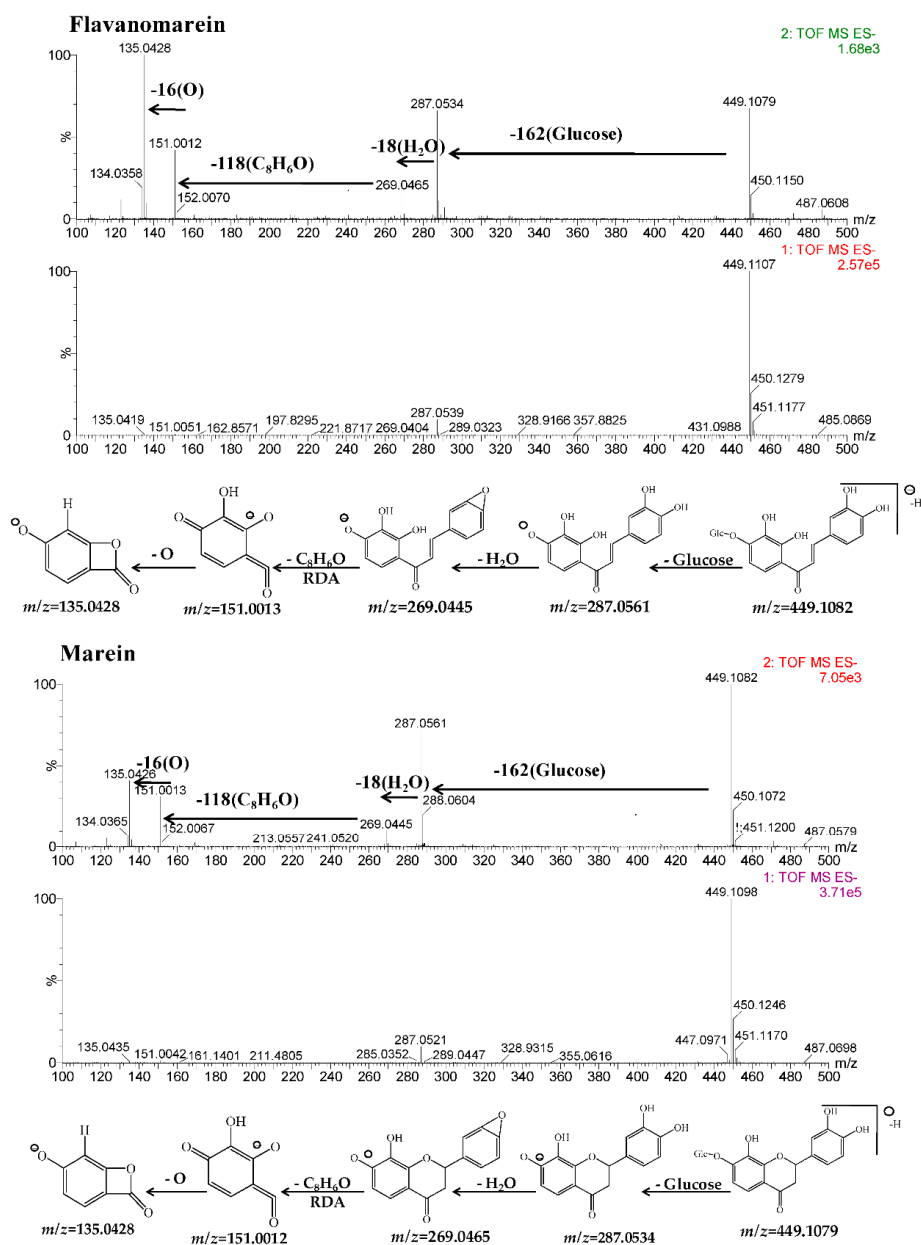 Flavanomarein
2: TOF MS ES-
1.68e3
100
%
0
135.0428
-16(O)
151.0012
134.0358
152.0070
-118(C8H6O)
-18(H2O)
269.0465
287.0534
-162(Glucose)
449.1079
450.1150
487.0608
100 120 140 160 180 200 220 240 260 280 300 320 340 360 380 400 420 440 460 480 500 m/z
1: TOF MS ES-
2.57e5
100
%
0
449.1107
450.1279
451.1177
135.0419
151.0051
162.8571
197.8295
221.8717
269.0404
287.0539
289.0323
328.9166
357.8825
431.0988
485.0869
100 120 140 160 180 200 220 240 260 280 300 320 340 360 380 400 420 440 460 480 500 m/z
- O
- C8H6O
RDA
- H2O
- Glucose
-H
m/z=135.0428
m/z=151.0013
m/z=269.0445
m/z=287.0561
m/z=449.1082
Marein
2: TOF MS ES-
7.05e3
100
%
0
449.1082
287.0561
-16(O)
135.0426
151.0013
134.0365
152.0067
-118(C8H6O)
-18(H2O)
-162(Glucose)
288.0604
269.0445
213.0557
241.0520
450.1072
451.1200
487.0579
100 120 140 160 180 200 220 240 260 280 300 320 340 360 380 400 420 440 460 480 500 m/z
1: TOF MS ES-
3.71e5
100
%
0
449.1098
450.1246
447.0971
451.1170
135.0435
151.0042
161.1401
211.4805
285.0352
287.0521
289.0447
328.9315
355.0616
487.0698
100 120 140 160 180 200 220 240 260 280 300 320 340 360 380 400 420 440 460 480 500 m/z
- O
- C8H6O
RDA
- H2O
- Glucose
-H
m/z=135.0428
m/z=151.0012
m/z=269.0465
m/z=287.0534
m/z=449.1079